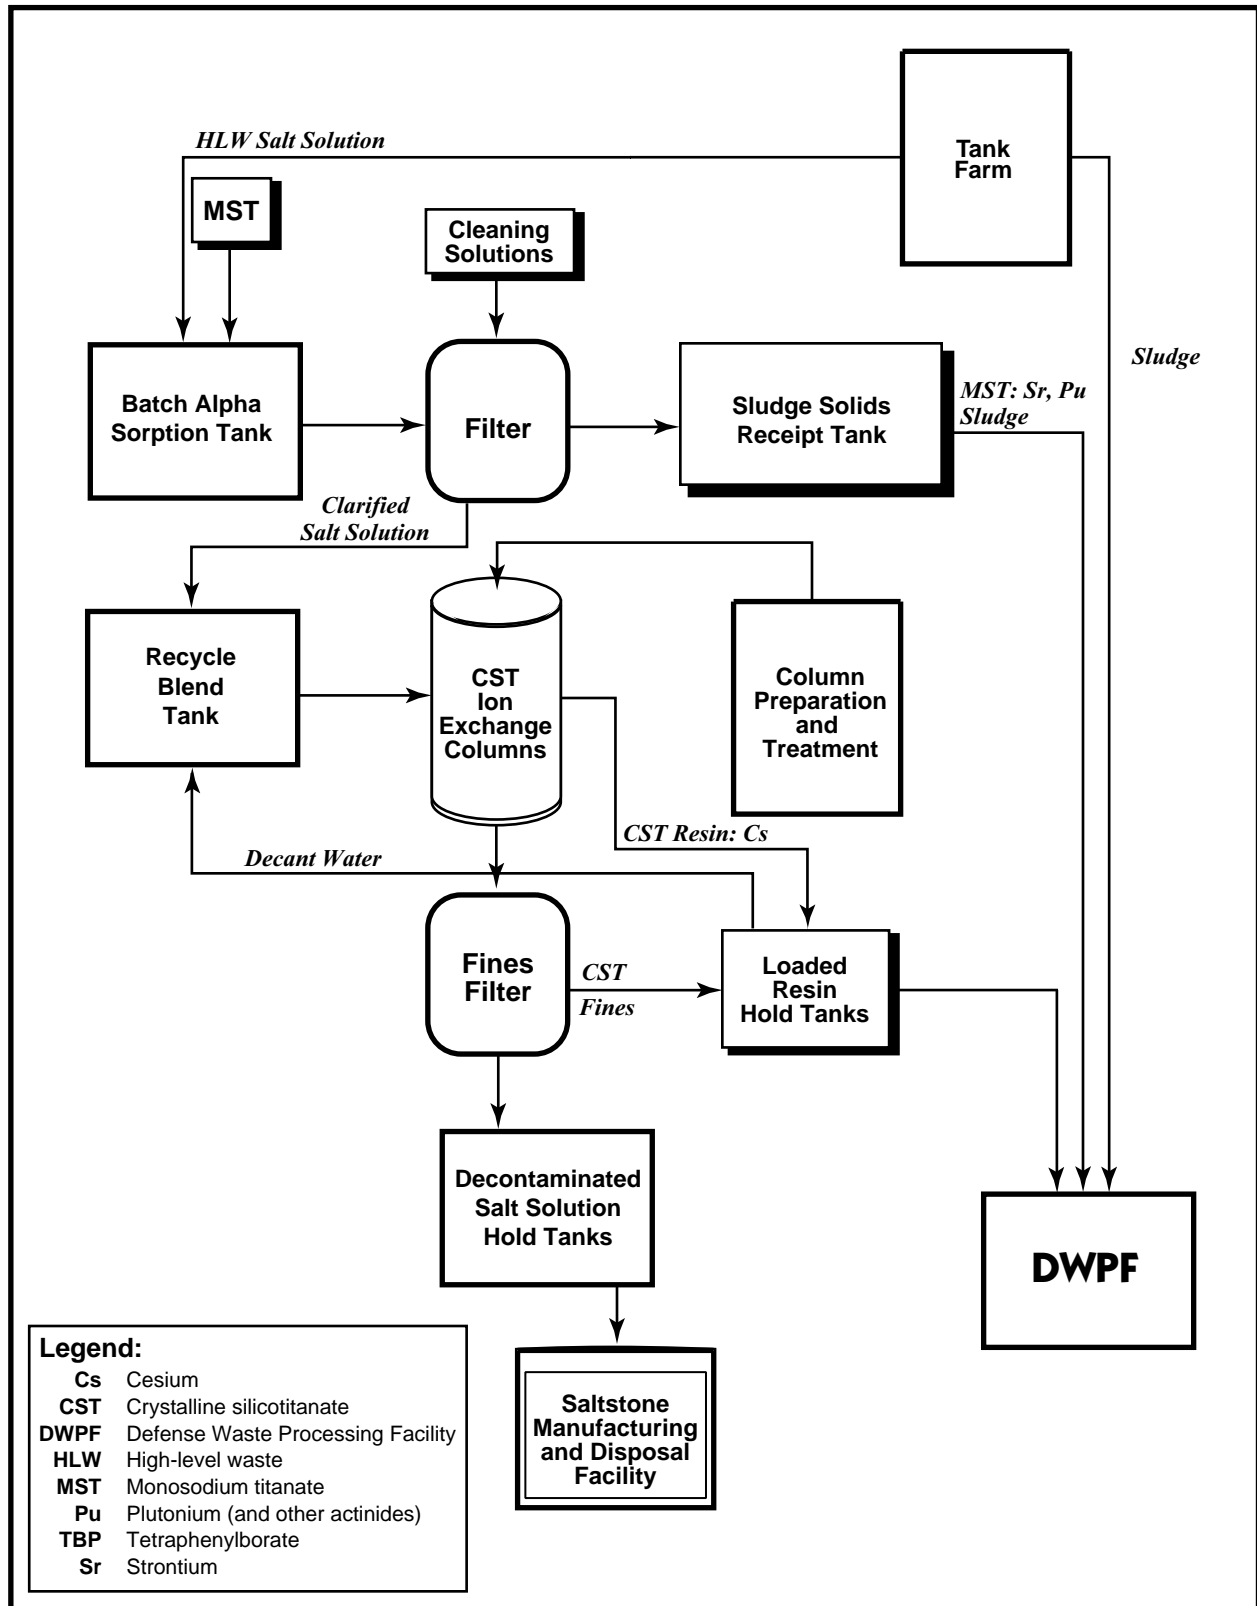 HLW Salt Solution
Tank
Farm
MST
Cleaning
Solutions
Sludge
Batch Alpha
Sorption Tank
Filter
Sludge Solids
Receipt Tank
MST: Sr, Pu
Sludge
Clarified
Salt Solution
Recycle
Blend
Tank
CST
Ion
Exchange
Columns
Column
Preparation
and
Treatment
CST Resin: Cs
Decant Water
Fines
Filter
CST
Fines
Loaded
Resin
Hold Tanks
Decontaminated
Salt Solution
Hold Tanks
DWPF
Saltstone
Manufacturing
and Disposal
Facility
Legend:
Cs Cesium
CST Crystalline silicotitanate
DWPF Defense Waste Processing Facility
HLW High-level waste
MST Monosodium titanate
Pu Plutonium (and other actinides)
TBP Tetraphenylborate
Sr Strontium